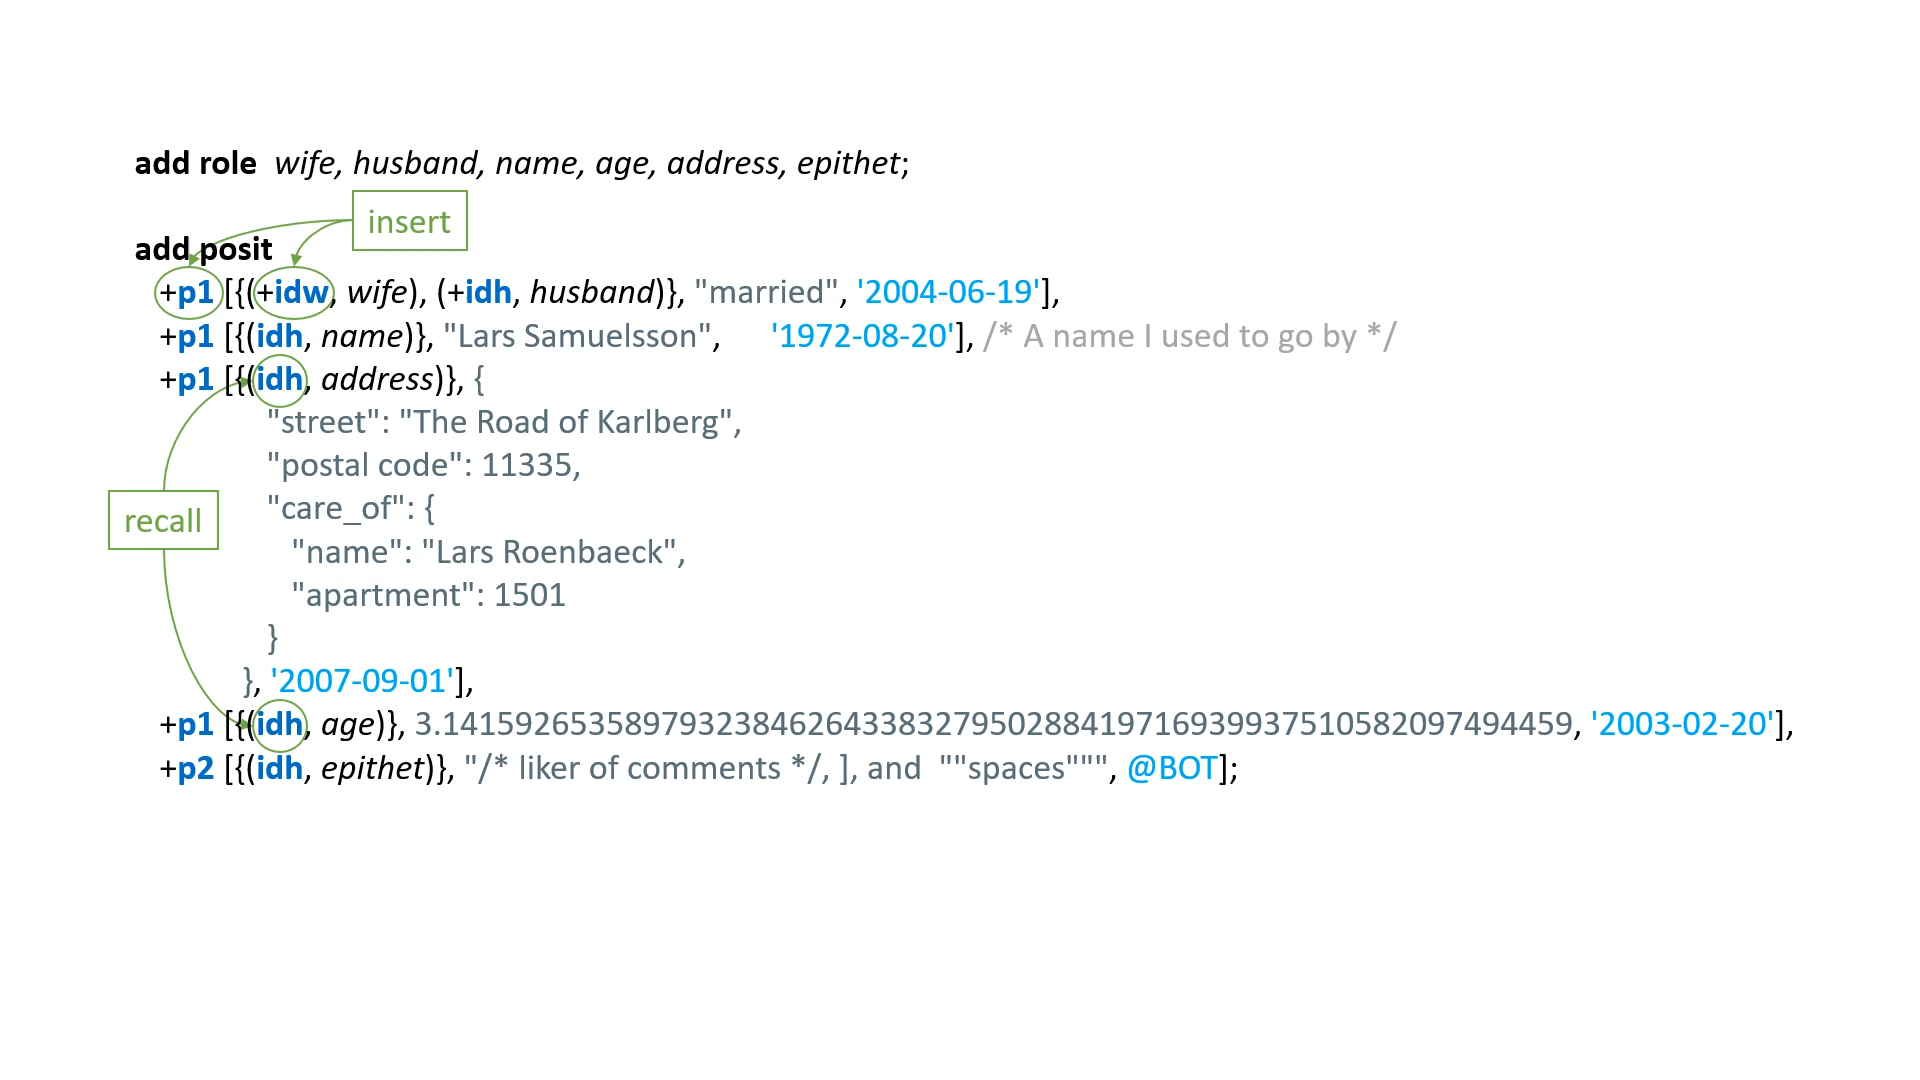 add role wife, husband, name, age, address, epithet;
insert
add posit
+p1 [{(+idw, wife), (+idh, husband)}, "married", '2004-06-19'],
+p1 [{(idh, name)}, "Lars Samuelsson", '1972-08-20'], /* A name I used to go by */
+p1 [{(idh, address)}, {
"street": "The Road of Karlberg",
"postal code": 11335,
"care_of": {
recall
"name": "Lars Roenbaeck",
"apartment": 1501
}
}, '2007-09-01'],
+p1 [{(idh, age)}, 3.14159265358979323846264338327950288419716939937510582097494459, '2003-02-20'],
+p2 [{(idh, epithet)}, "/* liker of comments */, ], and  ""spaces""", @BOT];